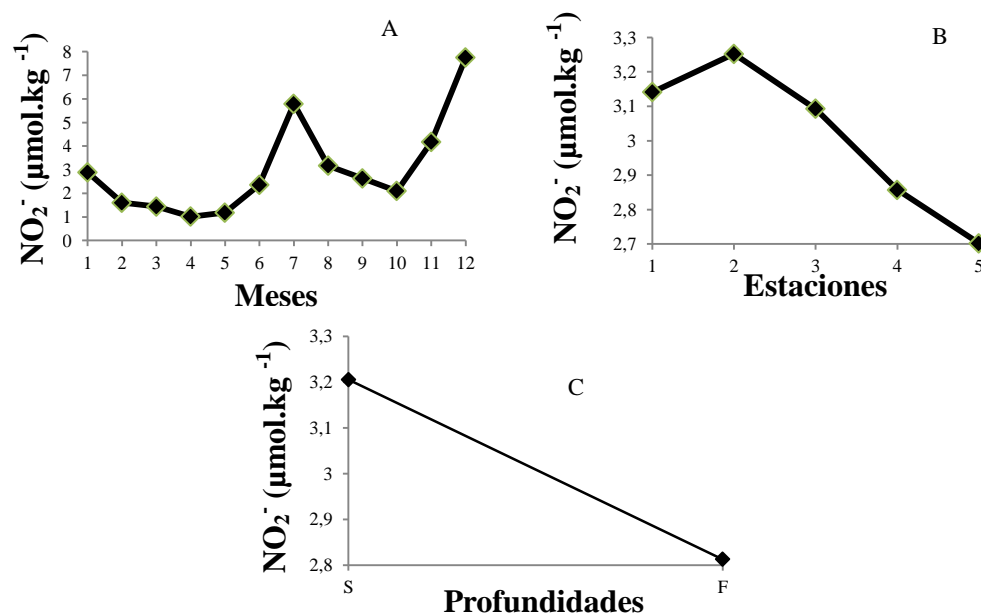 A
NO₂⁻ (µmol.kg⁻¹)
8
7
6
5
4
3
2
1
0
1 2 3 4 5 6 7 8 9 10 11 12
Meses
B
NO₂⁻ (µmol.kg⁻¹)
3,3
3,2
3,1
3
2,9
2,8
2,7
1 2 3 4 5
Estaciones
C
NO₂⁻ (µmol.kg⁻¹)
3,3
3,2
3,1
3
2,9
2,8
S F
Profundidades